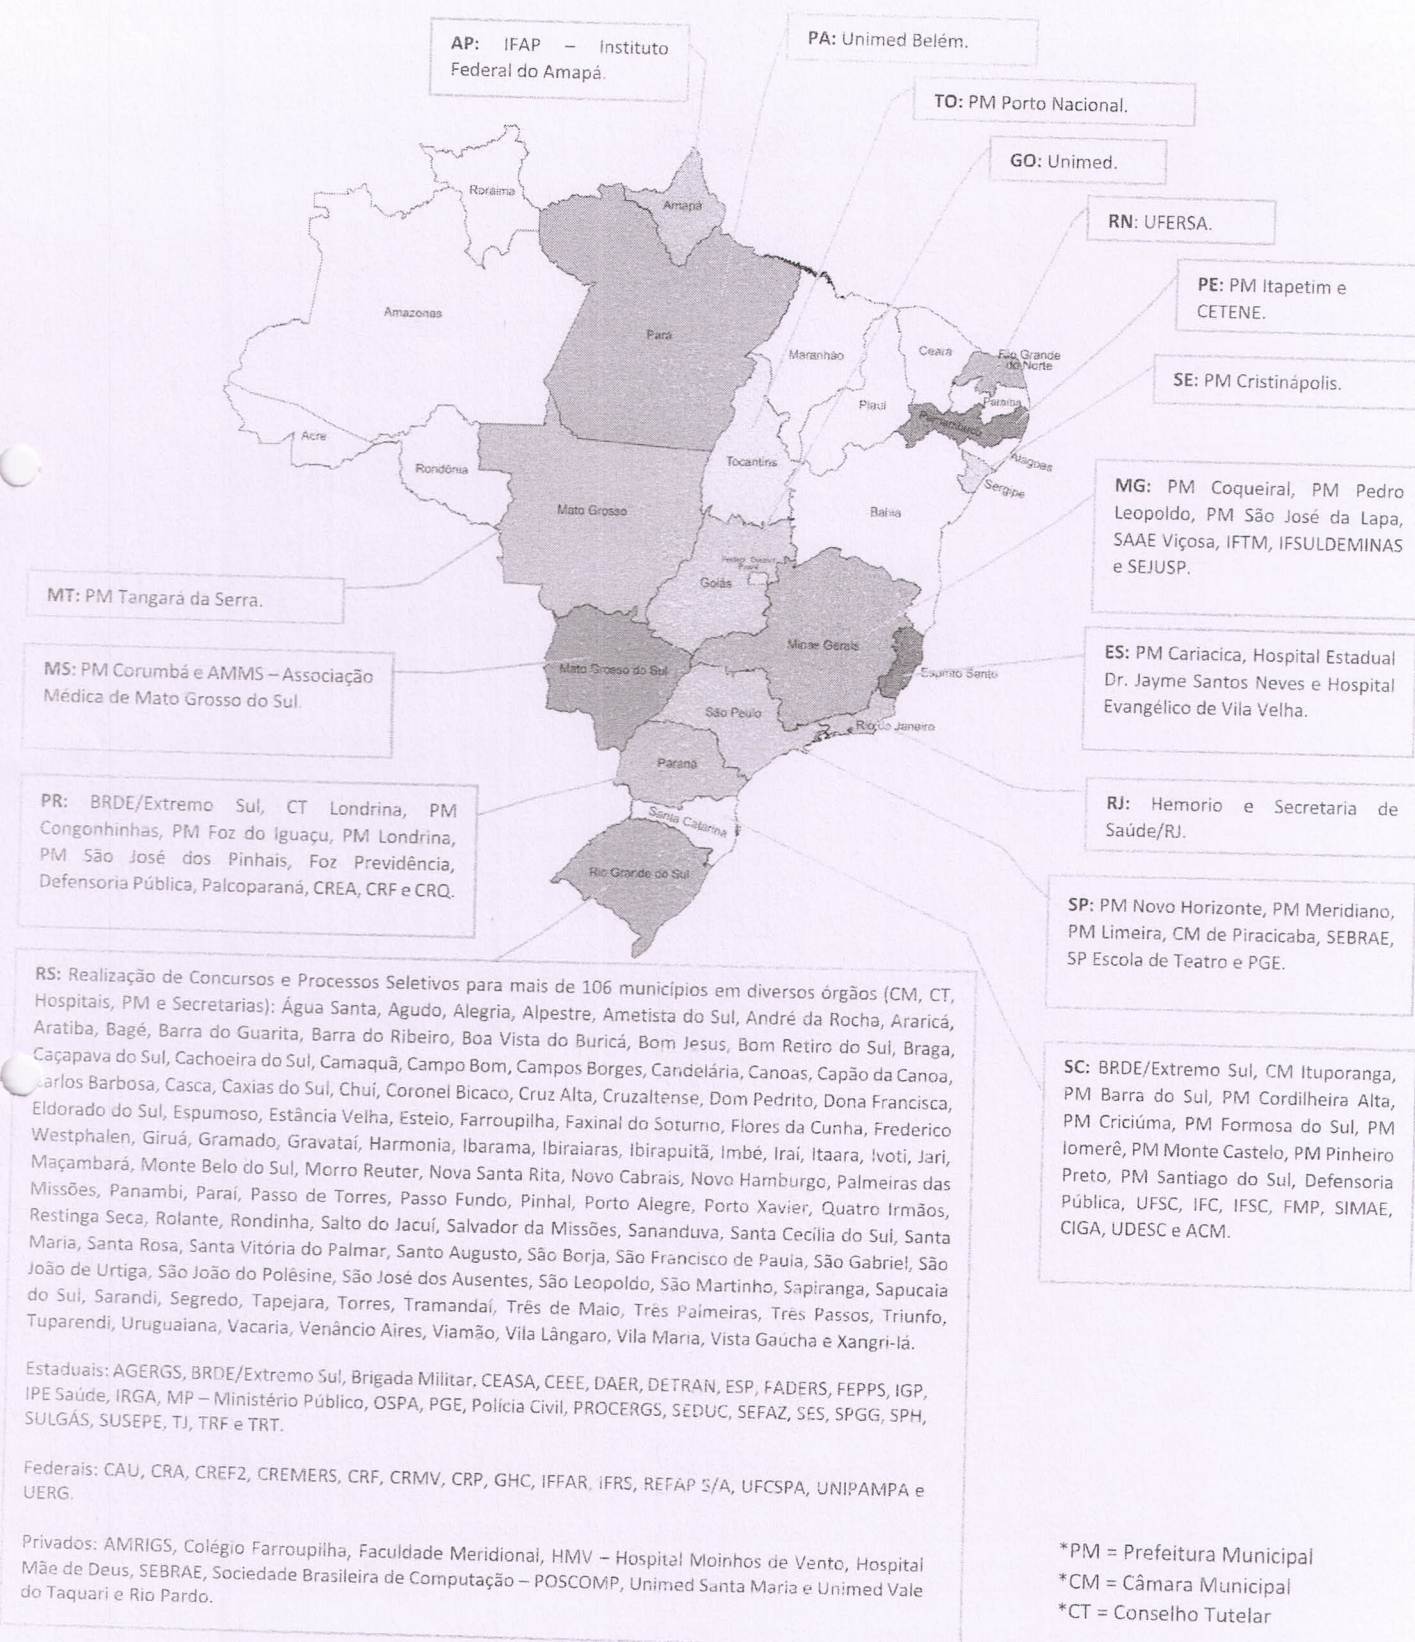 AP: IFAP – Instituto
Federal do Amapá.
PA: Unimed Belém.
TO: PM Porto Nacional.
GO: Unimed.
RN: UFERSA.
PE: PM Itapetim e
CETENE.
SE: PM Cristinápolis.
MG: PM Coqueiral, PM Pedro
Leopoldo, PM São José da Lapa,
SAAE Viçosa, IFTM, IFSULDEMINAS
e SEJUSP.
ES: PM Cariacica, Hospital Estadual
Dr. Jayme Santos Neves e Hospital
Evangélico de Vila Velha.
RJ: Hemorio e Secretaria de
Saúde/RJ.
SP: PM Novo Horizonte, PM Meridiano,
PM Limeira, CM de Piracicaba, SEBRAE,
SP Escola de Teatro e PGE.
SC: BRDE/Extremo Sul, CM Ituporanga,
PM Barra do Sul, PM Cordilheira Alta,
PM Criciúma, PM Formosa do Sul, PM
Iomerê, PM Monte Castelo, PM Pinheiro
Preto, PM Santiago do Sul, Defensoria
Pública, UFSC, IFC, IFSC, FMP, SIMAE,
CIGA, UDESC e ACM.
Roraima
Amapá
Amazonas
Pará
Maranhão
Ceará
Rio Grande
do Norte
Paraíba
Piauí
Pernambuco
Acre
Rondônia
Tocantins
Alagoas
Sergipe
Mato Grosso
Bahia
Goiás
Minas Gerais
Mato Grosso do Sul
Espírito Santo
São Paulo
Rio de Janeiro
Paraná
Santa Catarina
Rio Grande do Sul
MT: PM Tangará da Serra.
MS: PM Corumbá e AMMS – Associação
Médica de Mato Grosso do Sul.
PR: BRDE/Extremo Sul, CT Londrina, PM
Congonhinhas, PM Foz do Iguaçu, PM Londrina,
PM São José dos Pinhais, Foz Previdência,
Defensoria Pública, Palcoparaná, CREA, CRF e CRQ.
RS: Realização de Concursos e Processos Seletivos para mais de 106 municípios em diversos órgãos (CM, CT,
Hospitais, PM e Secretarias): Água Santa, Agudo, Alegria, Alpestre, Ametista do Sul, André da Rocha, Araricá,
Aratiba, Bagé, Barra do Guarita, Barra do Ribeiro, Boa Vista do Buricá, Bom Jesus, Bom Retiro do Sul, Braga,
Caçapava do Sul, Cachoeira do Sul, Camaquã, Campo Bom, Campos Borges, Candelária, Canoas, Capão da Canoa,
Carlos Barbosa, Casca, Caxias do Sul, Chuí, Coronel Bicaco, Cruz Alta, Cruzaltense, Dom Pedrito, Dona Francisca,
Eldorado do Sul, Espumoso, Estância Velha, Esteio, Farroupilha, Faxinal do Soturno, Flores da Cunha, Frederico
Westphalen, Giruá, Gramado, Gravataí, Harmonia, Ibarama, Ibiraiaras, Ibirapuitã, Imbé, Iraí, Itaara, Ivoti, Jari,
Maçambará, Monte Belo do Sul, Morro Reuter, Nova Santa Rita, Novo Cabrais, Novo Hamburgo, Palmeiras das
Missões, Panambi, Paraí, Passo de Torres, Passo Fundo, Pinhal, Porto Alegre, Porto Xavier, Quatro Irmãos,
Restinga Seca, Rolante, Rondinha, Salto do Jacuí, Salvador da Missões, Sananduva, Santa Cecília do Sul, Santa
Maria, Santa Rosa, Santa Vitória do Palmar, Santo Augusto, São Borja, São Francisco de Paula, São Gabriel, São
João de Urtiga, São João do Polêsine, São José dos Ausentes, São Leopoldo, São Martinho, Sapiranga, Sapucaia
do Sul, Sarandi, Segredo, Tapejara, Torres, Tramandaí, Três de Maio, Três Palmeiras, Três Passos, Triunfo,
Tuparendi, Uruguaiana, Vacaria, Venâncio Aires, Viamão, Vila Lângaro, Vila Maria, Vista Gaúcha e Xangri-lá.
Estaduais: AGERGS, BRDE/Extremo Sul, Brigada Militar, CEASA, CEEE, DAER, DETRAN, ESP, FADERS, FEPPS, IGP,
IPE Saúde, IRGA, MP – Ministério Público, OSPA, PGE, Polícia Civil, PROCERGS, SEDUC, SEFAZ, SES, SPGG, SPH,
SULGÁS, SUSEPE, TJ, TRF e TRT.
Federais: CAU, CRA, CREF2, CREMERS, CRF, CRMV, CRP, GHC, IFFAR, IFRS, REFAP S/A, UFCSPA, UNIPAMPA e
UERG.
Privados: AMRIGS, Colégio Farroupilha, Faculdade Meridional, HMV – Hospital Moinhos de Vento, Hospital
Mãe de Deus, SEBRAE, Sociedade Brasileira de Computação – POSCOMP, Unimed Santa Maria e Unimed Vale
do Taquari e Rio Pardo.
*PM = Prefeitura Municipal
*CM = Câmara Municipal
*CT = Conselho Tutelar